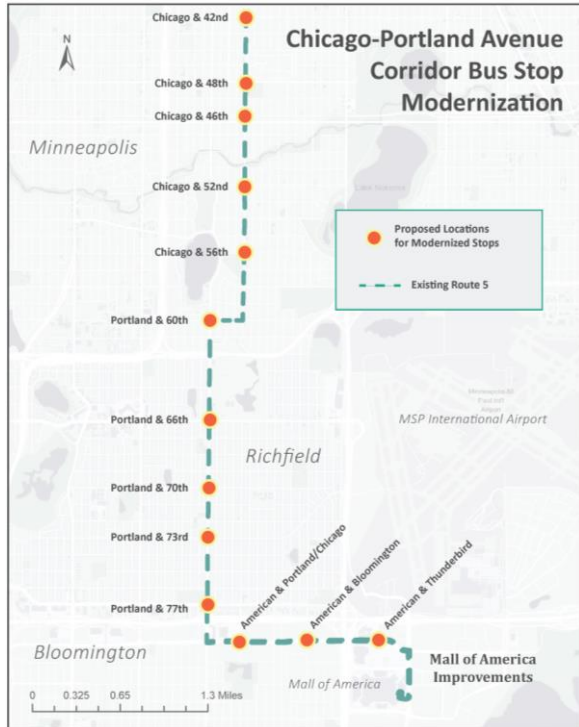 Chicago-Portland Avenue
Corridor Bus Stop
Modernization
N
Chicago & 42nd
Chicago & 48th
Chicago & 46th
Minneapolis
Chicago & 52nd
Chicago & 56th
Proposed Locations
for Modernized Stops
Existing Route 5
Portland & 60th
Portland & 66th
MSP International Airport
Richfield
Portland & 70th
Portland & 73rd
Portland & 77th
American & Portland/Chicago
American & Bloomington
American & Thunderbird
Bloomington
Mall of America
Improvements
Mall of America
0 0.325 0.65 1.3 Miles